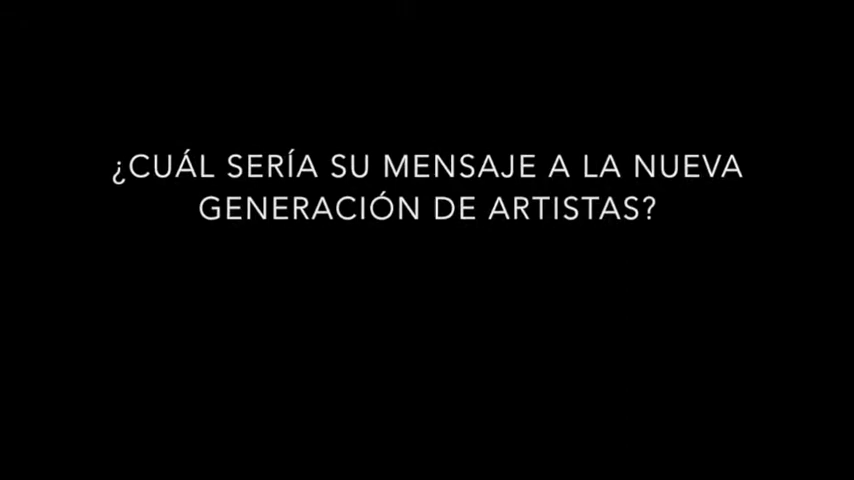 ¿CUÁL SERÍA SU MENSAJE A LA NUEVA
GENERACIÓN DE ARTISTAS?